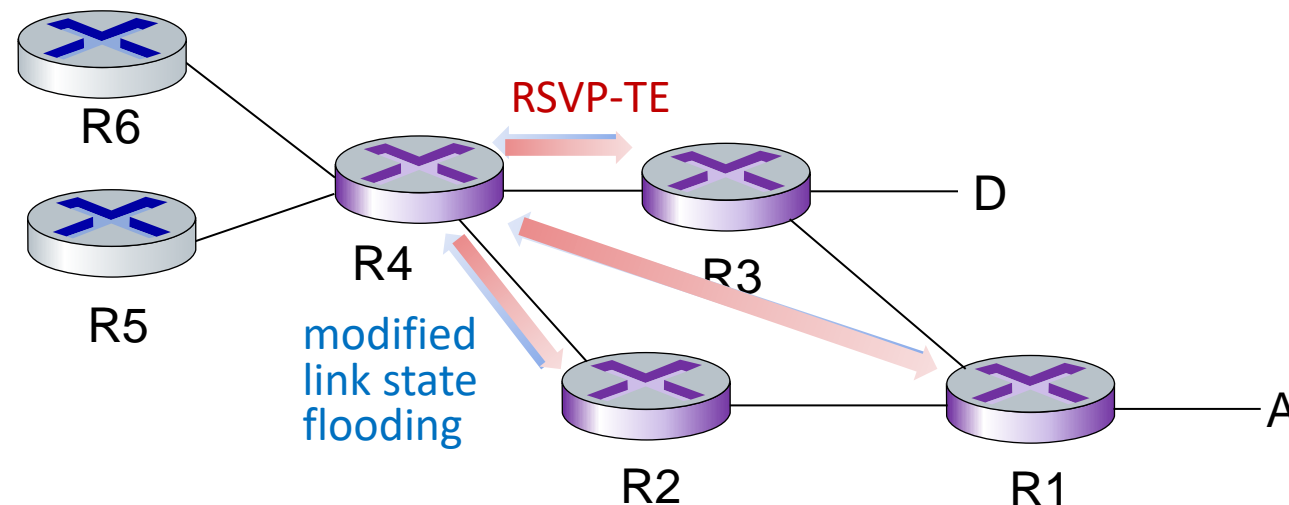 RSVP-TE
R6
D
R4
R3
R5
modified
link state
flooding
A
R2
R1